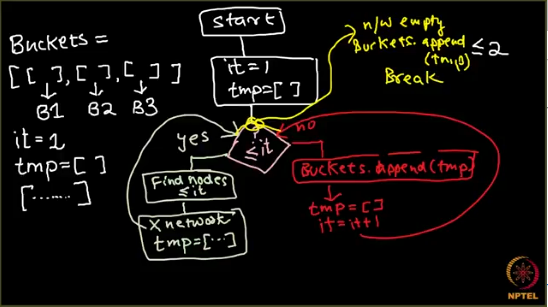 Buckets =
[[ ], [ ], [ ] ]
B1 B2 B3
it = 1
tmp = [ ]
[.......]
start
it = 1
tmp = [ ]
n/w empty
Buckets.append
(tmp)
≤ 2
Break
yes
no
≤ it
Find nodes
≤ it
X network
tmp = [...]
Buckets.append(tmp)
tmp = [ ]
it = it + 1
NPTEL